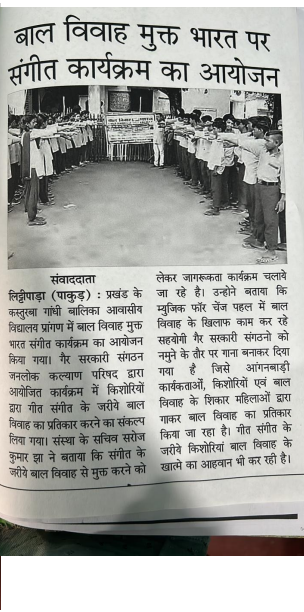 बाल विवाह मुक्त भारत पर
संगीत कार्यक्रम का आयोजन
संवाददाता
लिट्टीपाड़ा (पाकुड़) : प्रखंड के
कस्तुरबा गांधी बालिका आवासीय
विद्यालय प्रांगण में बाल विवाह मुक्त
भारत संगीत कार्यक्रम का आयोजन
किया गया। गैर सरकारी संगठन
जनलोक कल्याण परिषद द्वारा
आयोजित कार्यक्रम में किशोरियों
द्वारा गीत संगीत के जरीये बाल
विवाह का प्रतिकार करने का संकल्प
लिया गया। संस्था के सचिव सरोज
कुमार झा ने बताया कि संगीत के
जरीये बाल विवाह से मुक्त करने को
लेकर जागरूकता कार्यक्रम चलाये
जा रहे है। उन्होने बताया कि
म्युजिक फॉर चेंज पहल में बाल
विवाह के खिलाफ काम कर रहे
सहयोगी गैर सरकारी संगठनो को
नमुने के तौर पर गाना बनाकर दिया
गया है जिसे आंगनबाड़ी
कार्यकताओं, किशोरियों एवं बाल
विवाह के शिकार महिलाओं द्वारा
गाकर बाल विवाह का प्रतिकार
किया जा रहा है। गीत संगीत के
जरीये किशोरियां बाल विवाह के
खात्मे का आहवान भी कर रही है।